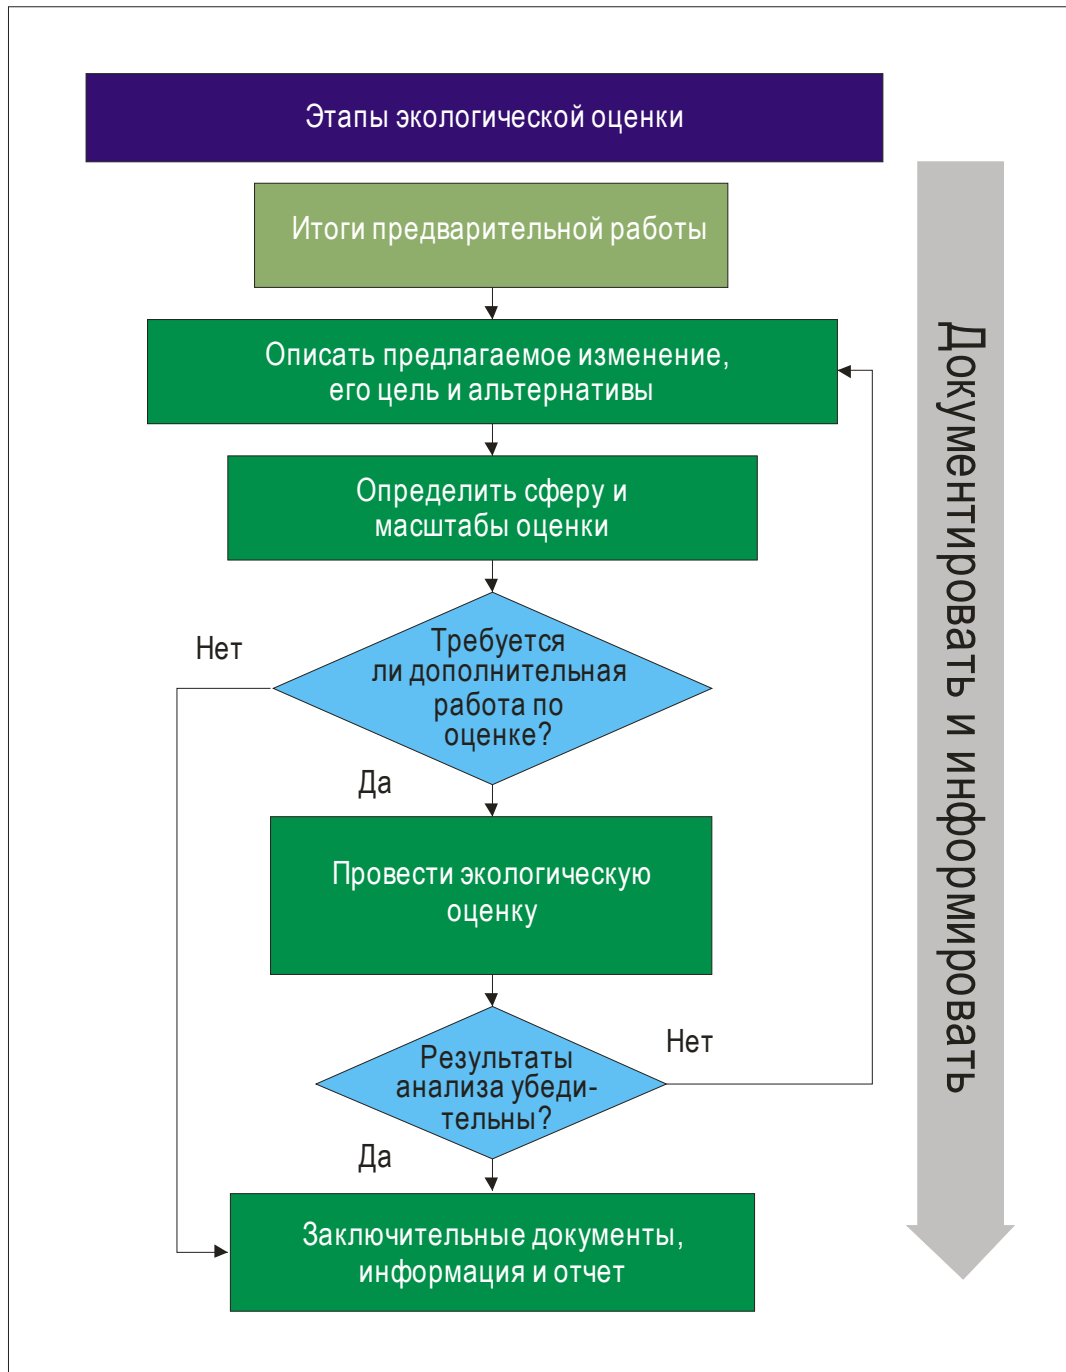 Этапы экологической оценки
Итоги предварительной работы
Описать предлагаемое изменение,
его цель и альтернативы
Определить сферу и
масштабы оценки
Требуется
ли дополнительная
работа по
оценке?
Нет
Да
Провести экологическую
оценку
Результаты
анализа убеди-
тельны?
Нет
Да
Заключительные документы,
информация и отчет
Документировать и информировать